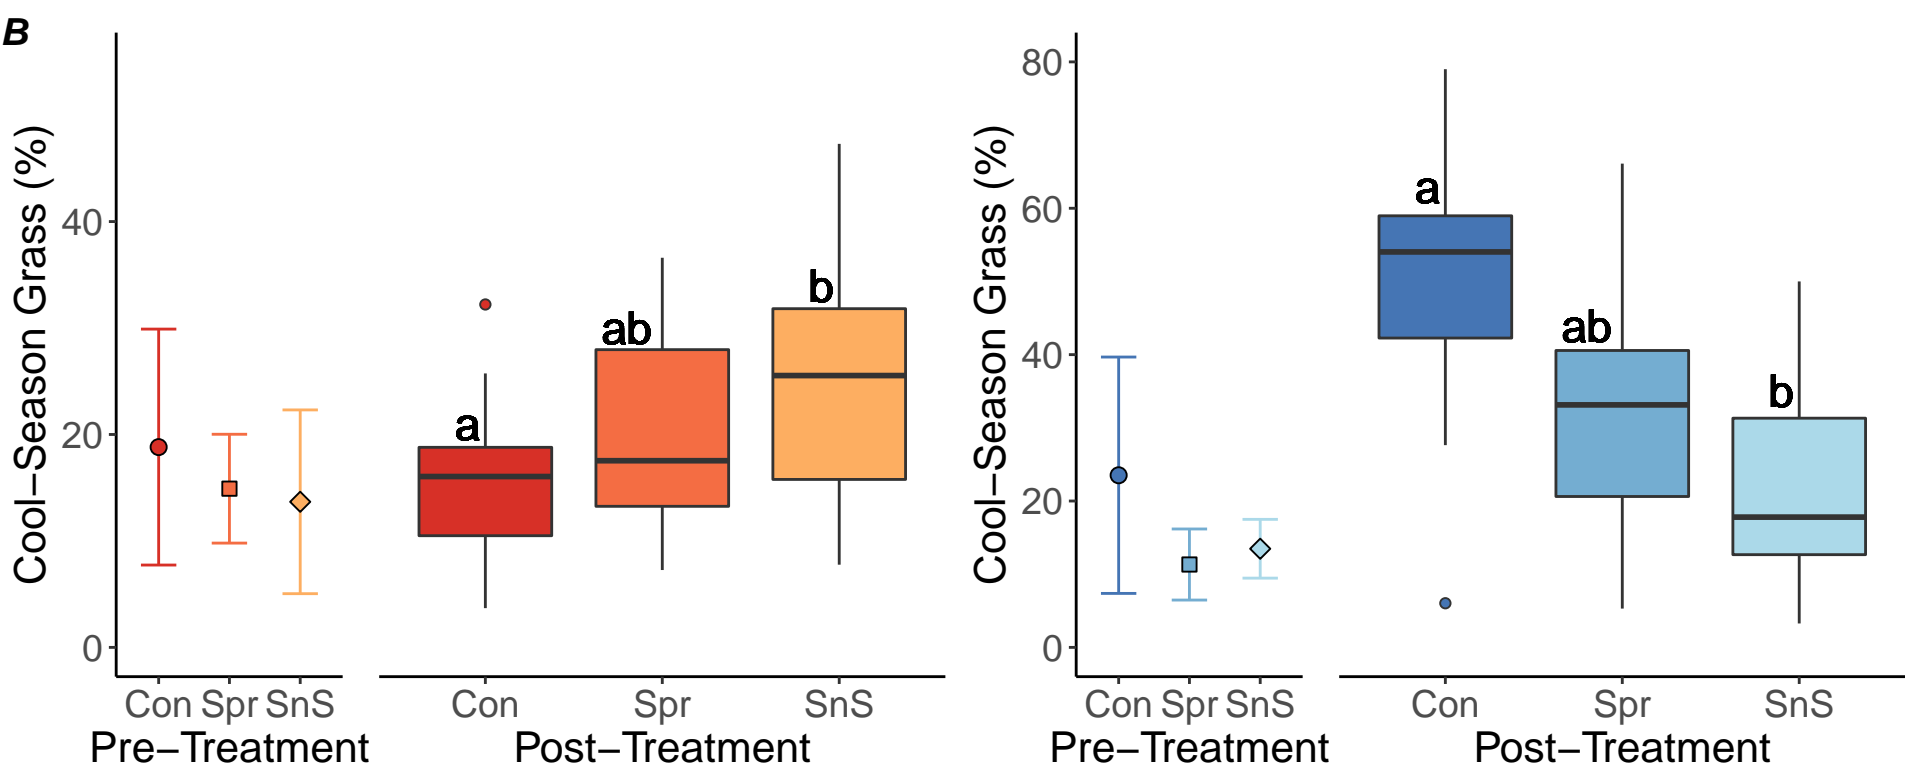 B
Cool−Season Grass (%)
40
20
0
a
ab
b
Con Spr SnS
Con Spr SnS
Pre−Treatment
Post−Treatment
Cool−Season Grass (%)
80
60
40
20
0
a
ab
b
Con Spr SnS
Con Spr SnS
Pre−Treatment
Post−Treatment